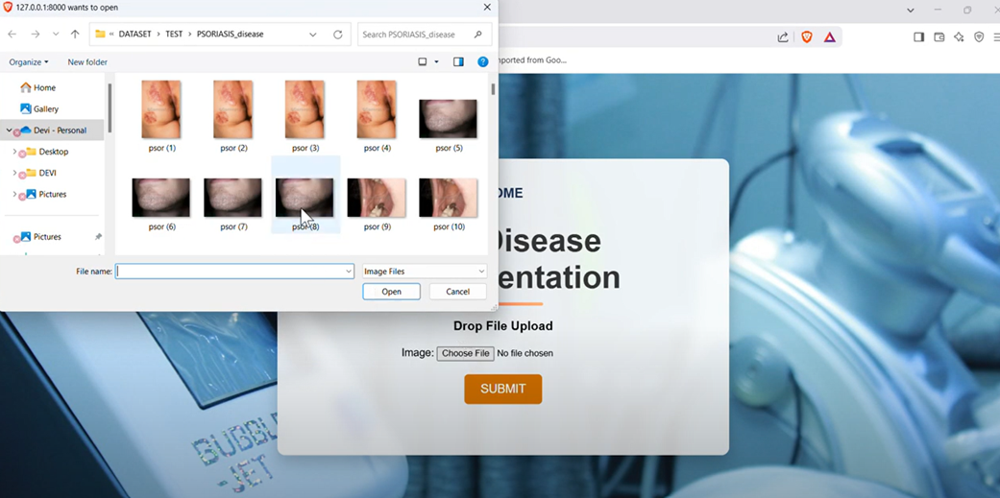 127.0.0.1:8000 wants to open
« DATASET > TEST > PSORIASIS_disease
Search PSORIASIS_disease
Organize
New folder
Home
Gallery
Devi - Personal
Desktop
DEVI
Pictures
Pictures
psor (1)
psor (2)
psor (3)
psor (4)
psor (5)
psor (6)
psor (7)
psor (8)
psor (9)
psor (10)
File name:
Image Files
Open
Cancel
mported from Goo...
OME
Disease
entation
Drop File Upload
Image: Choose File No file chosen
SUBMIT
BUBBLE
-JET